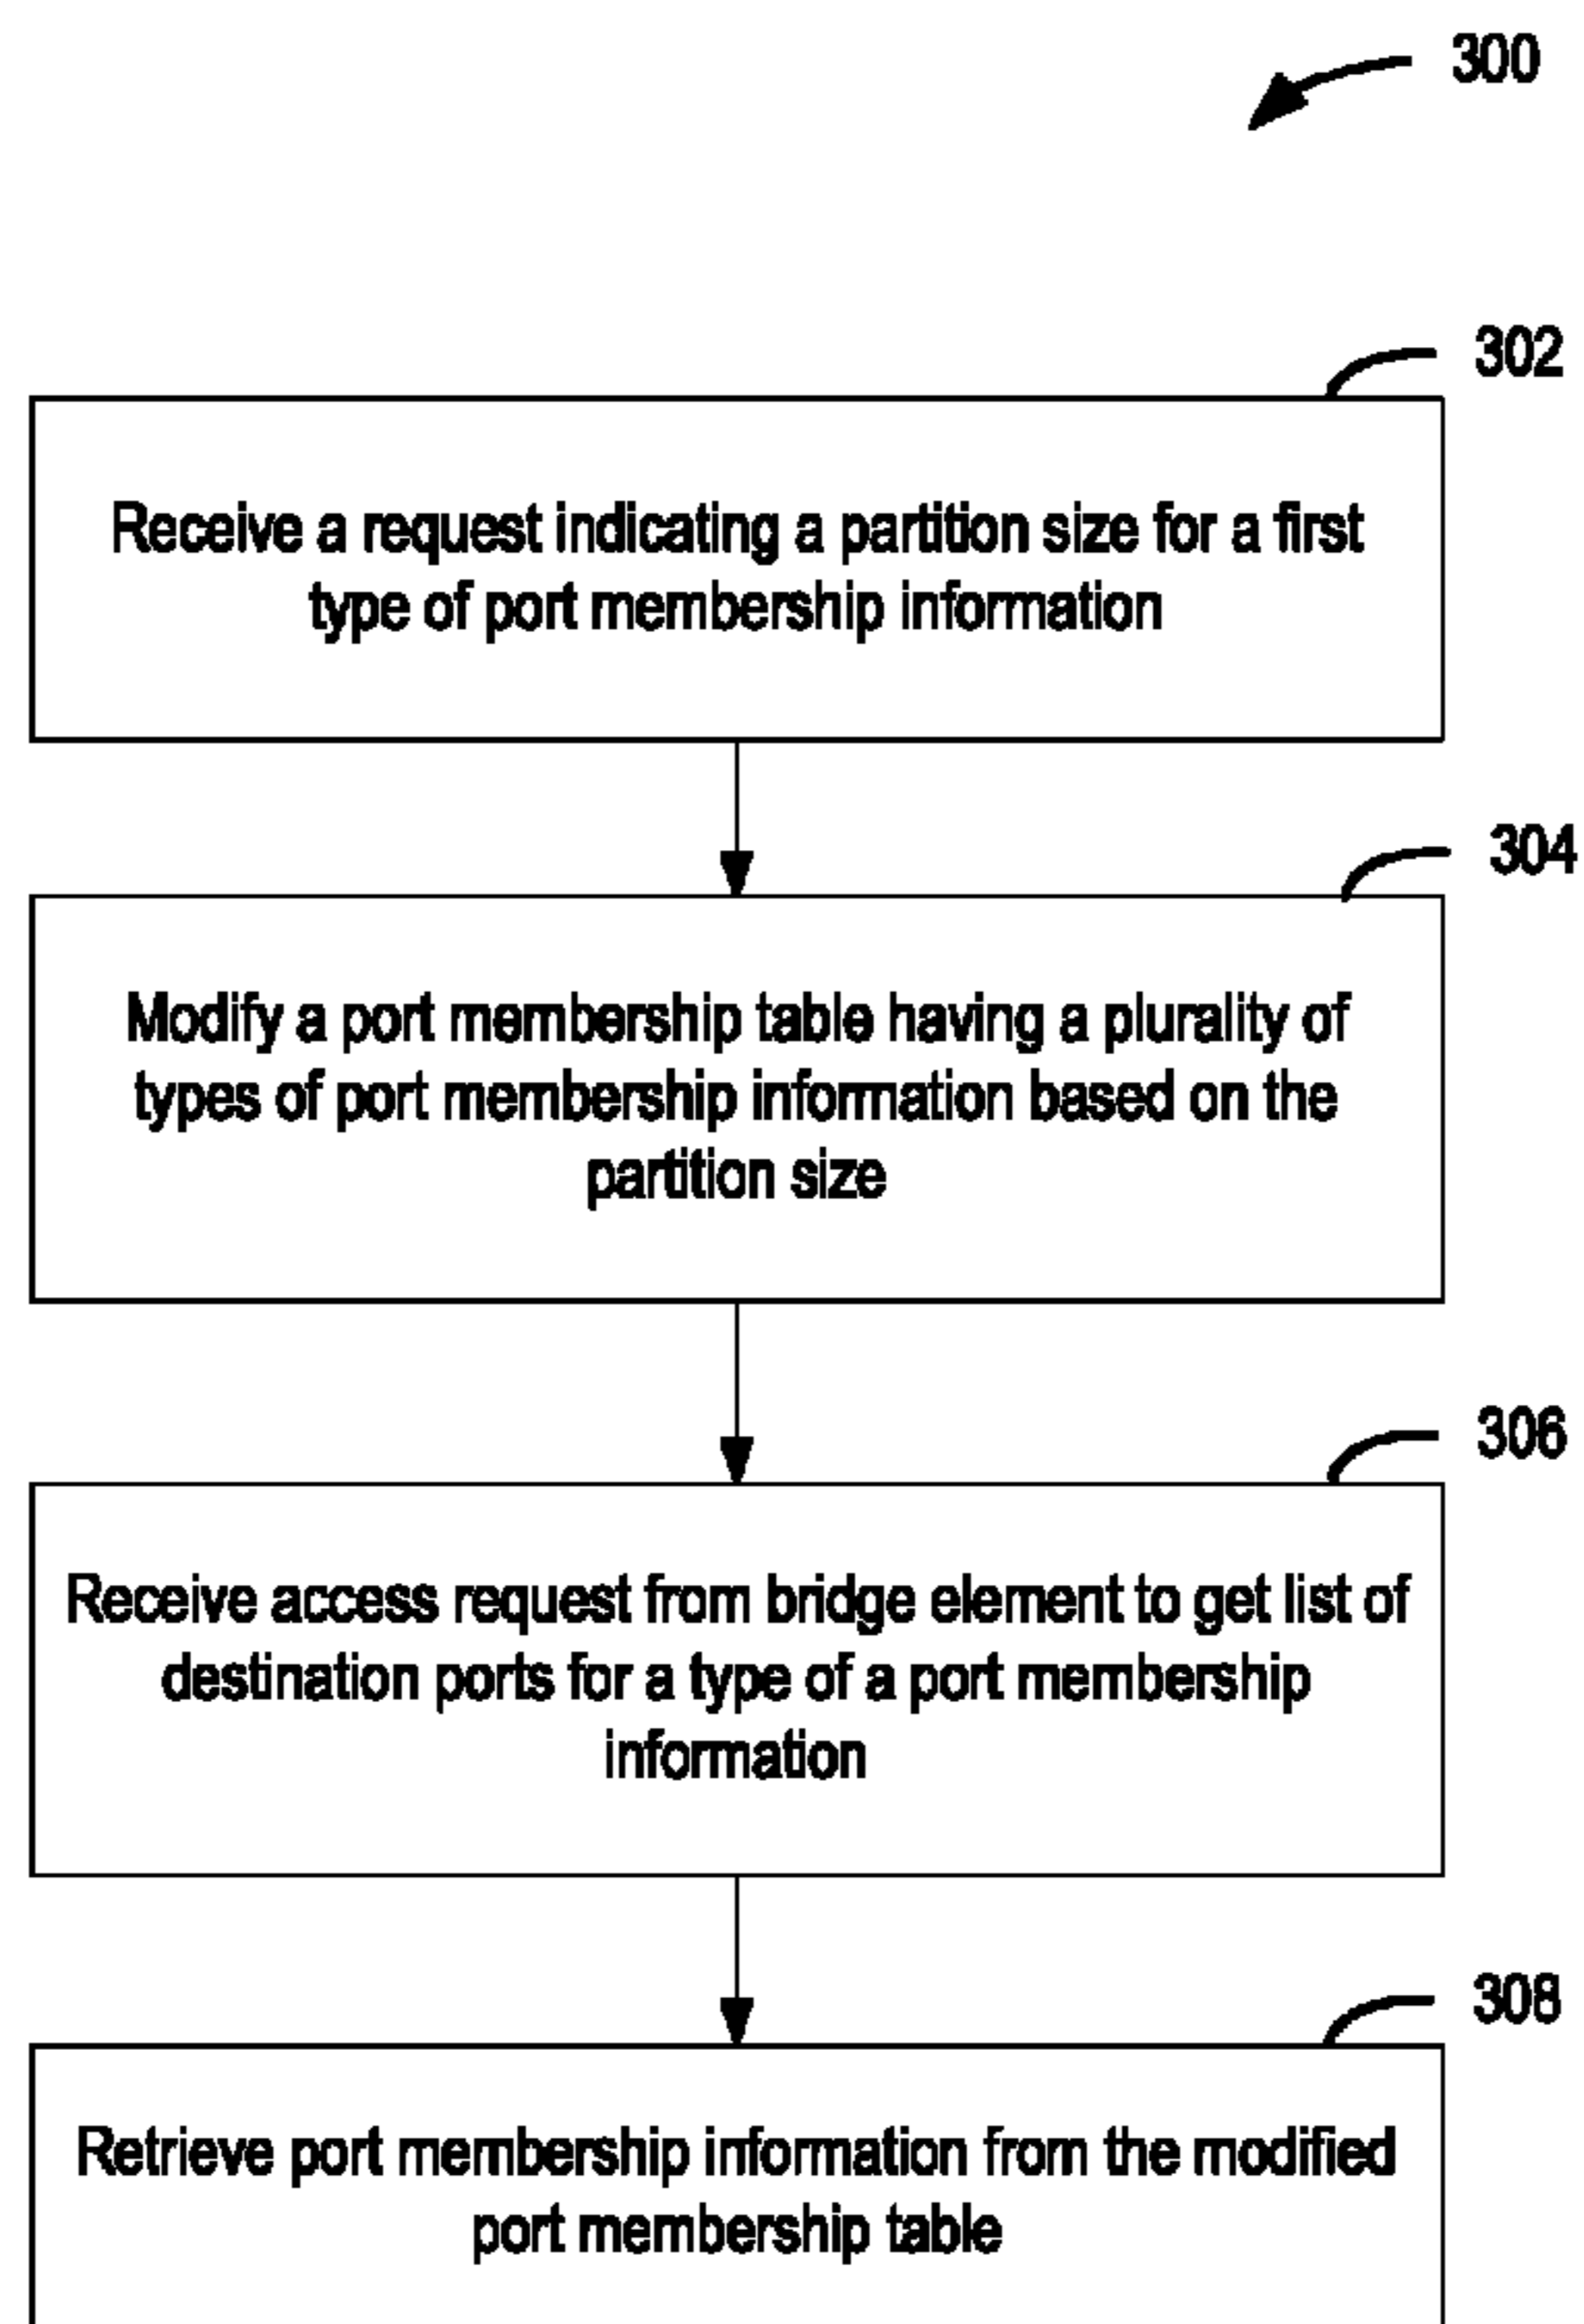 300
302
Receive a request indicating a partition size for a first
type of port membership information
304
Modify a port membership table having a plurality of
types of port membership information based on the
partition size
306
Receive access request from bridge element to get list of
destination ports for a type of a port membership
information
308
Retrieve port membership information from the modified
port membership table